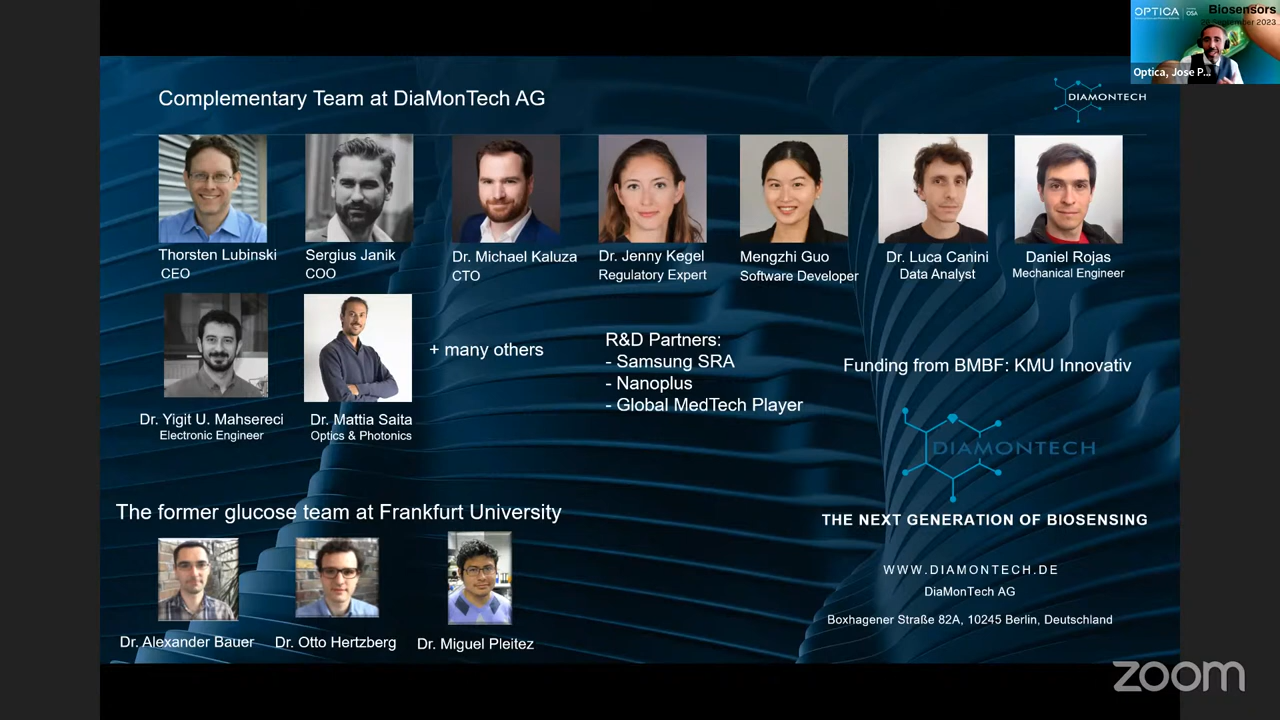 OPTICA
OSA
Biosensors
September 2023
Optica, Jose P...
Complementary Team at DiaMonTech AG
DIAMONTECH
Thorsten Lubinski
CEO
Sergius Janik
COO
Dr. Michael Kaluza
CTO
Dr. Jenny Kegel
Regulatory Expert
Mengzhi Guo
Software Developer
Dr. Luca Canini
Data Analyst
Daniel Rojas
Mechanical Engineer
Dr. Yigit U. Mahsereci
Electronic Engineer
Dr. Mattia Saita
Optics & Photonics
+ many others
R&D Partners:
- Samsung SRA
- Nanoplus
- Global MedTech Player
Funding from BMBF: KMU Innovativ
DIAMONTECH
THE NEXT GENERATION OF BIOSENSING
WWW.DIAMONTECH.DE
DiaMonTech AG
Boxhagener Straße 82A, 10245 Berlin, Deutschland
The former glucose team at Frankfurt University
Dr. Alexander Bauer
Dr. Otto Hertzberg
Dr. Miguel Pleitez
zoom